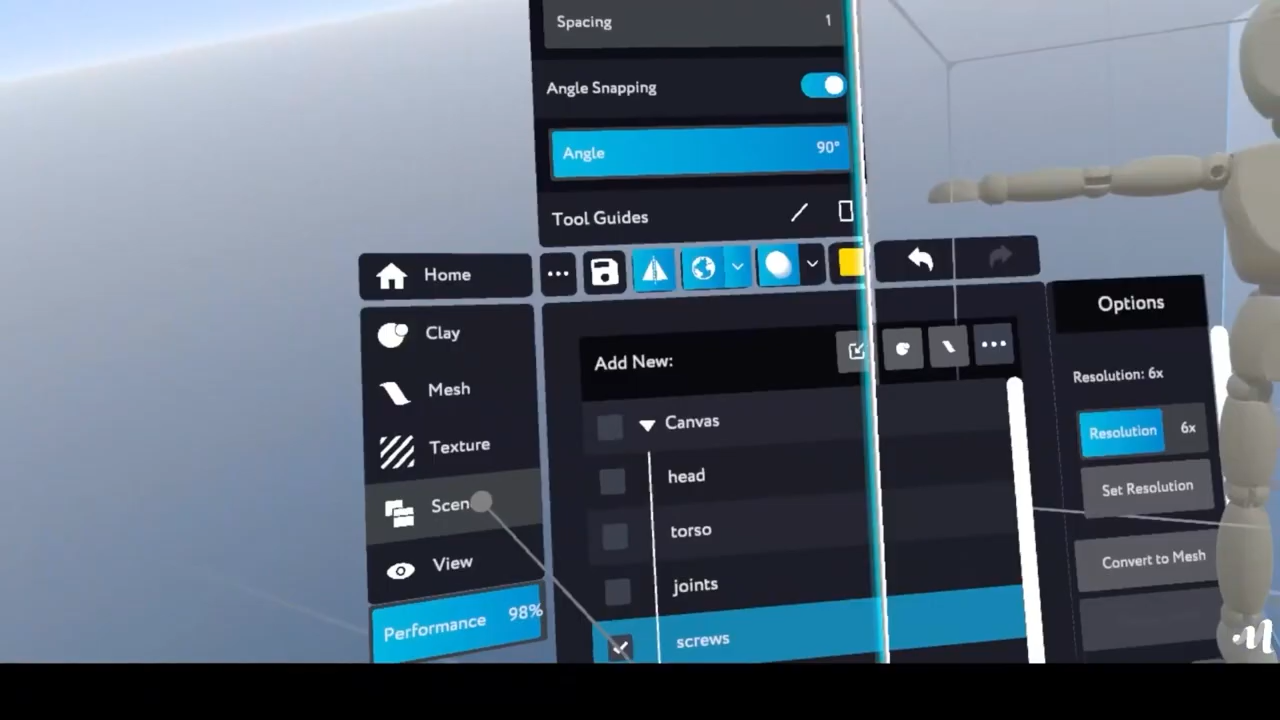 Spacing 1
Angle Snapping
Angle 90°
Tool Guides
Home
Clay
Mesh
Texture
Scen
View
Performance 98%
Add New:
Canvas
head
torso
joints
screws
Options
Resolution: 6x
Resolution 6x
Set Resolution
Convert to Mesh